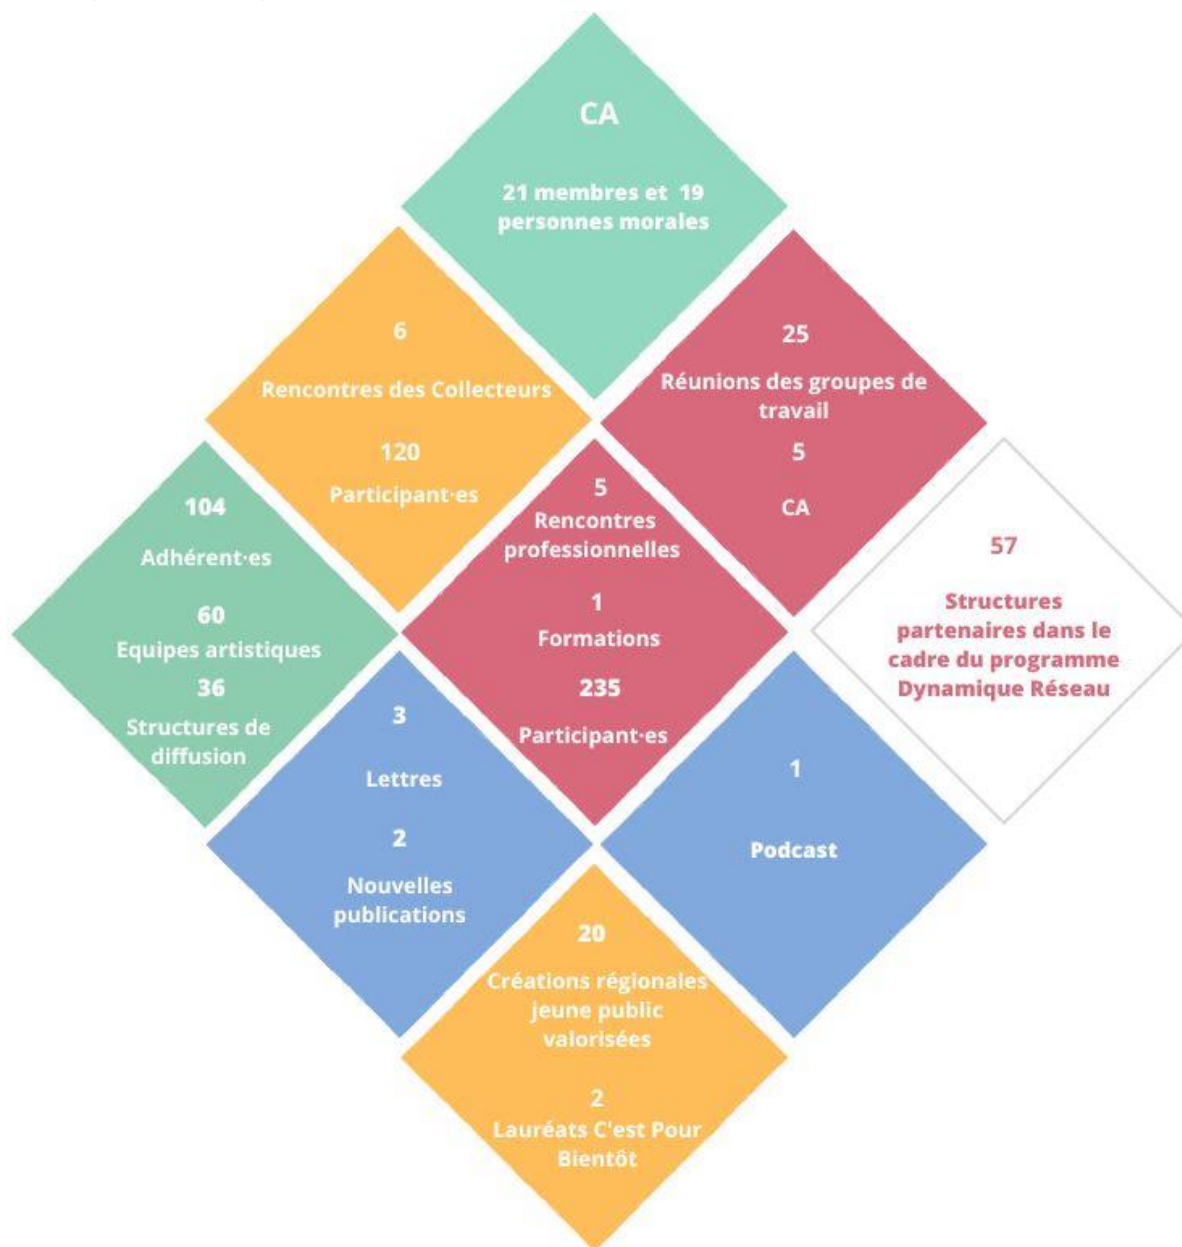 CA
21 membres et 19
personnes morales
6
Rencontres des Collecteurs
120
Participant·es
25
Réunions des groupes de
travail
5
CA
104
Adhérent·es
60
Equipes artistiques
36
Structures de
diffusion
5
Rencontres
professionnelles
1
Formations
235
Participant·es
57
Structures
partenaires dans le
cadre du programme
Dynamique Réseau
3
Lettres
2
Nouvelles
publications
1
Podcast
20
Créations régionales
jeune public
valorisées
2
Lauréats C'est Pour
Bientôt